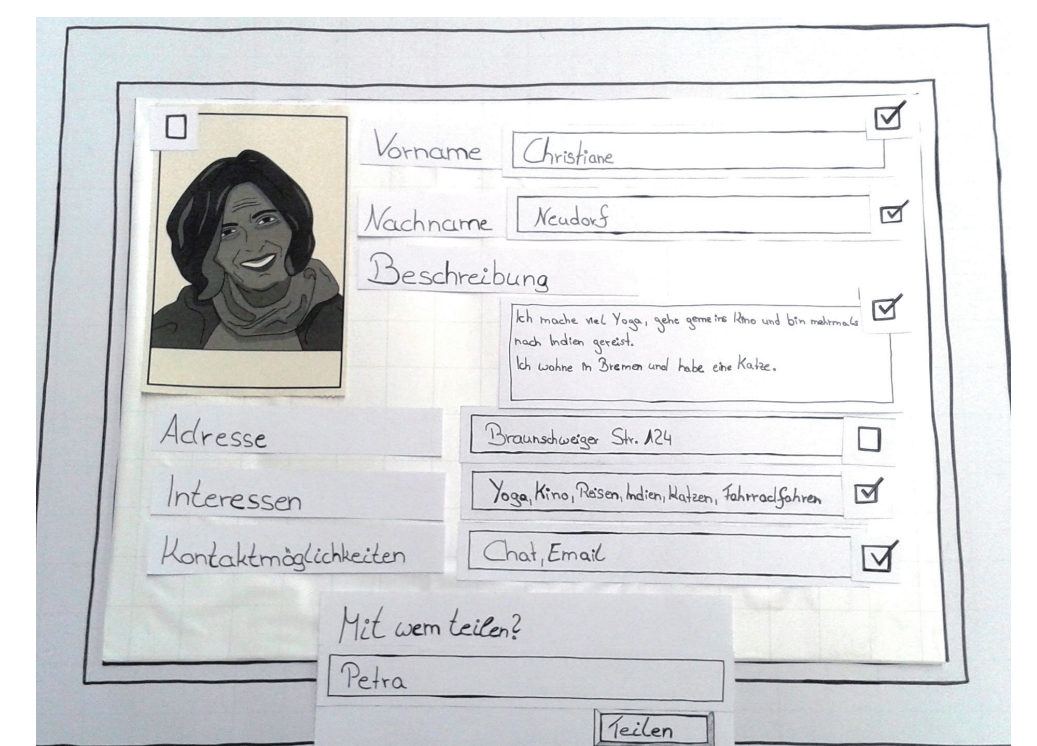 Vorname Christiane
Nachname Neudorf
Beschreibung
Ich mache viel Yoga, gehe gerne ins Kino und bin mehrmals
nach Indien gereist.
Ich wohne in Bremen und habe eine Katze.
Adresse Braunschweiger Str. 124
Interessen Yoga, Kino, Reisen, Indien, Katzen, Fahrradfahren
Kontaktmöglichkeiten Chat, Email
Mit wem teilen?
Petra
Teilen